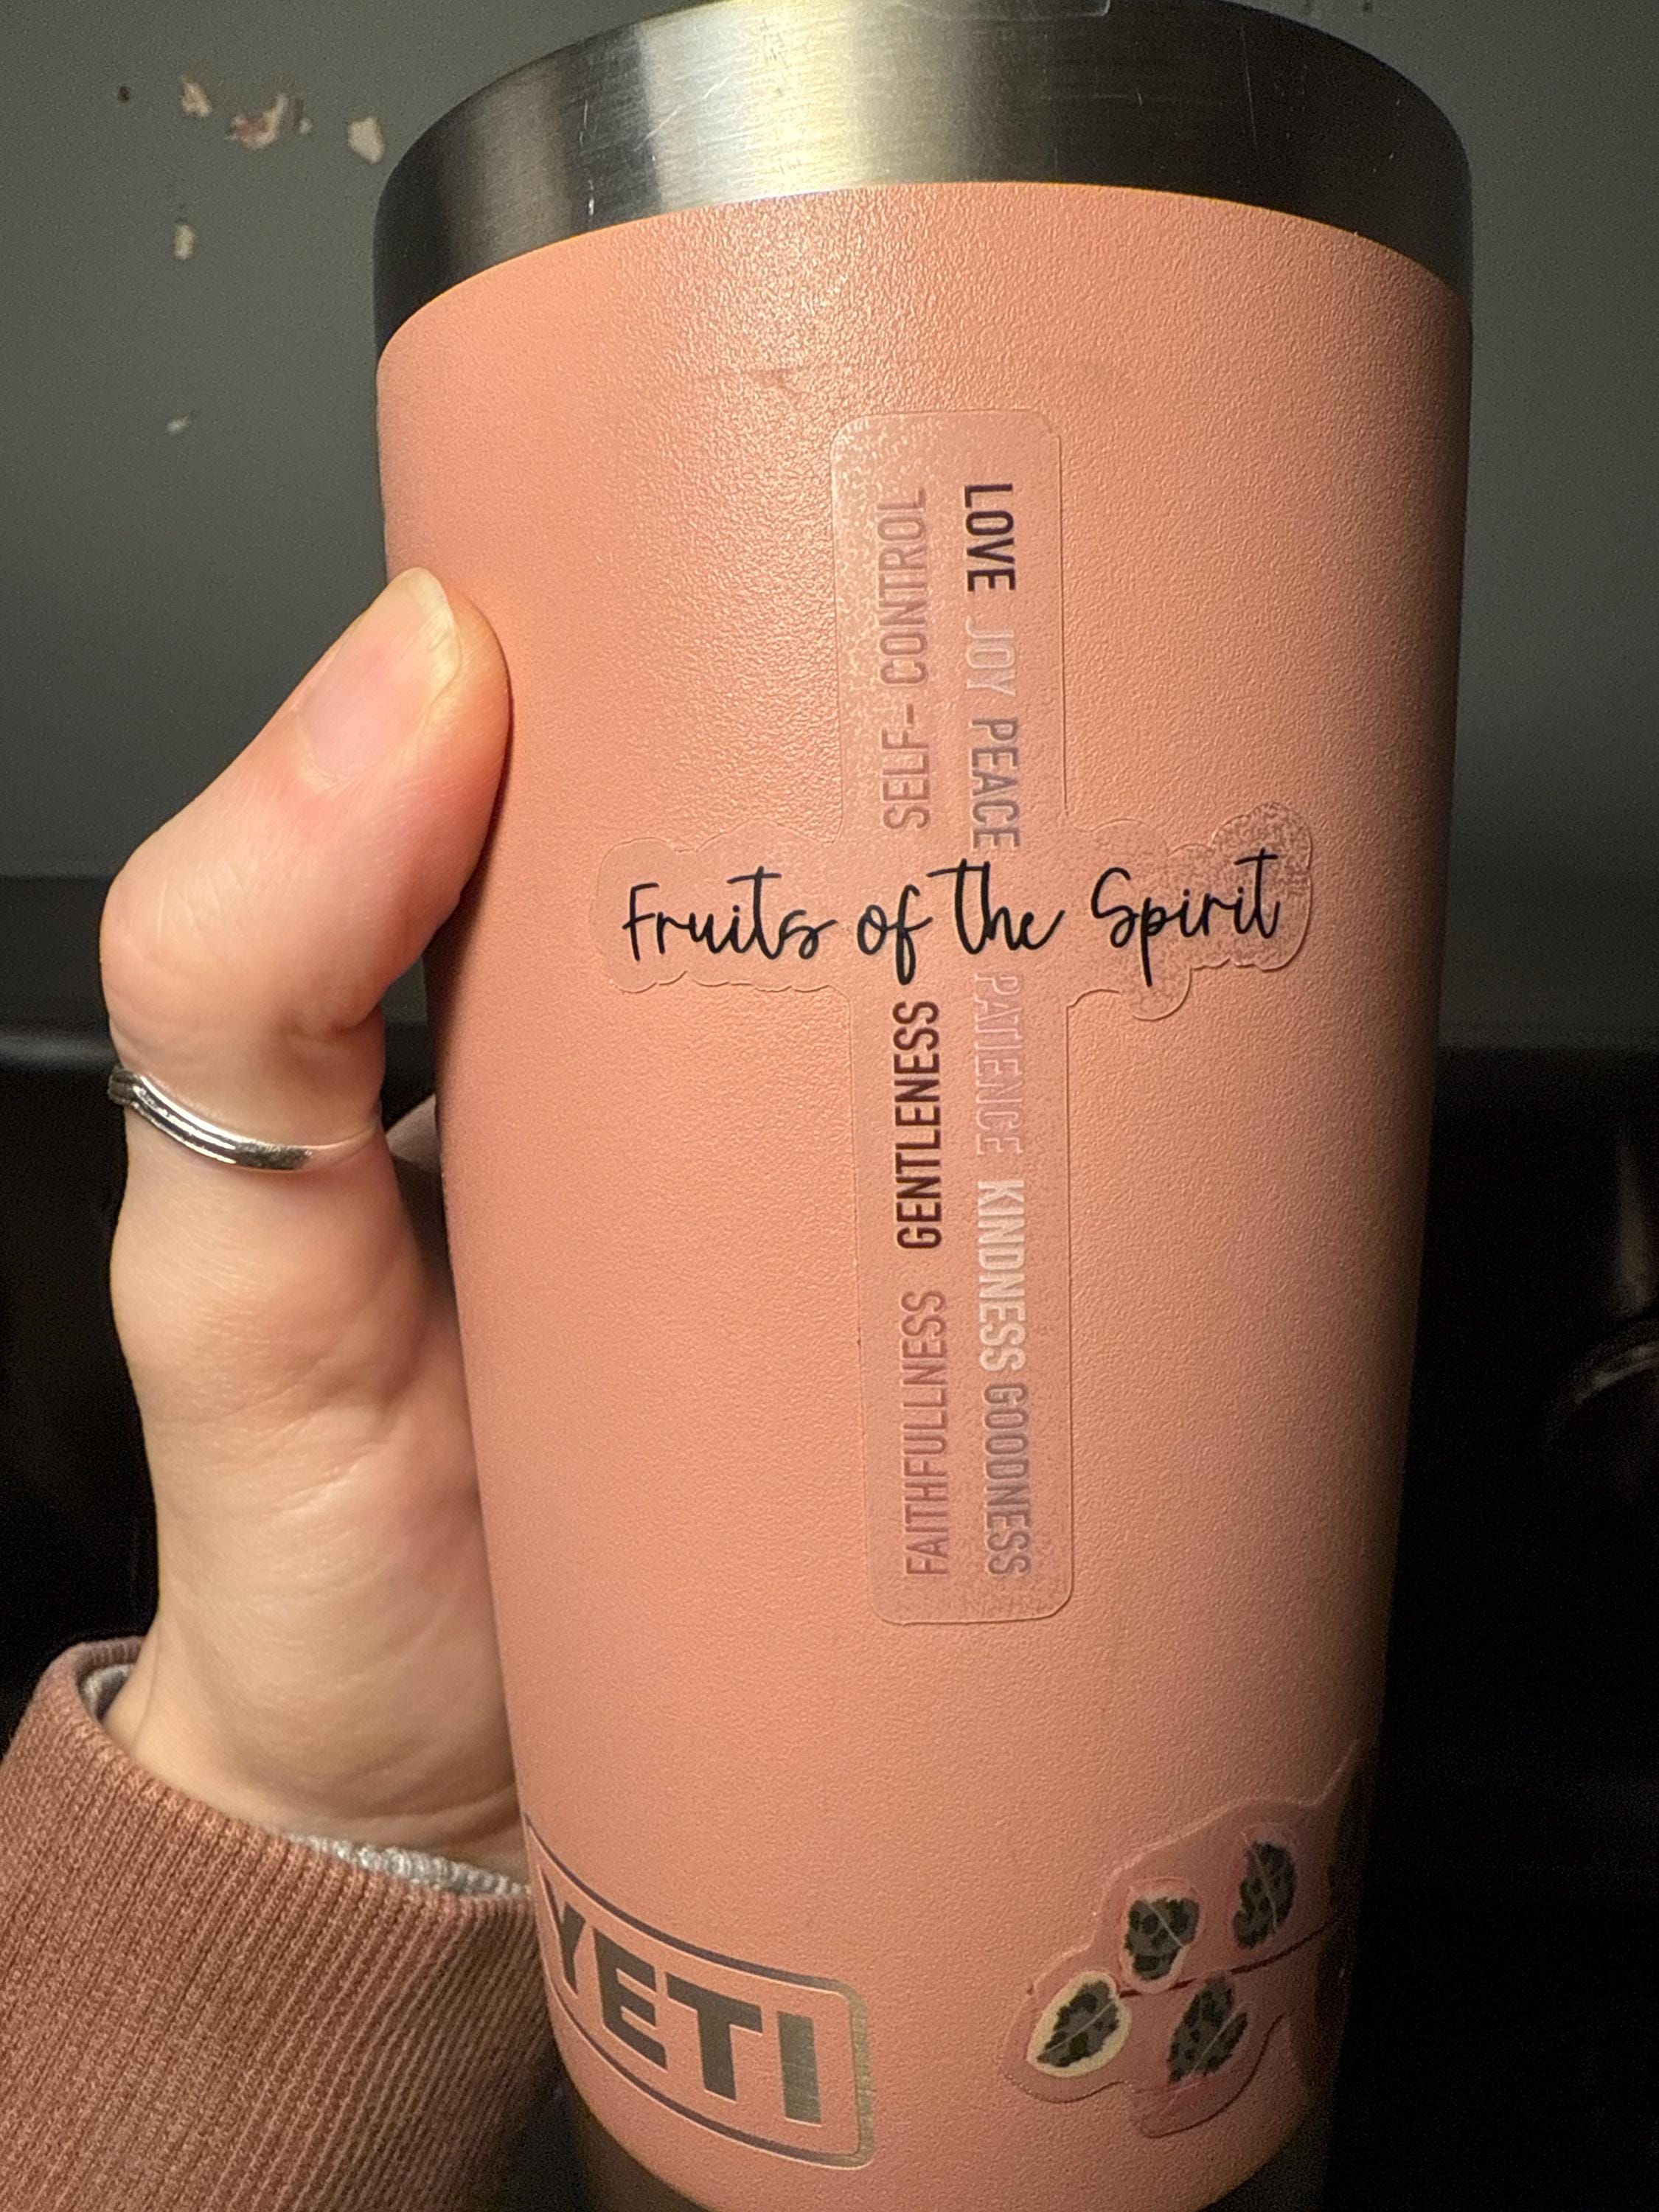 LOVE JOY PEACE
SELF-CONTROL
Fruits of the Spirit
PATIENCE KINDNESS GOODNESS
FAITHFULLNESS GENTLENESS
YETI